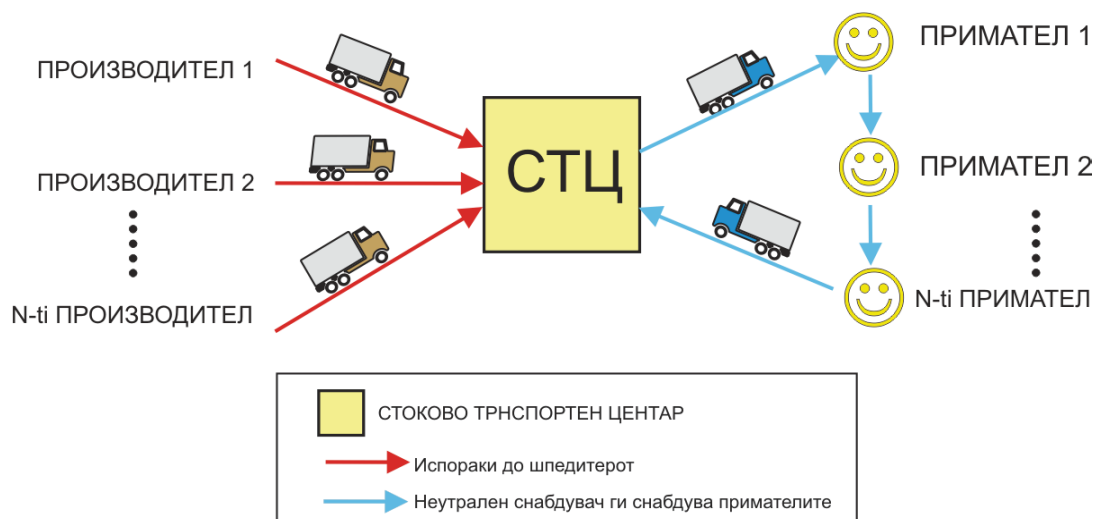 ПРОИЗВОДИТЕЛ 1
ПРОИЗВОДИТЕЛ 2
N-ti ПРОИЗВОДИТЕЛ
СТЦ
ПРИМАТЕЛ 1
ПРИМАТЕЛ 2
N-ti ПРИМАТЕЛ
СТОКОВО ТРНСПОРТЕН ЦЕНТАР
Испораки до шпедитерот
Неутрален снабдувач ги снабдува примателите